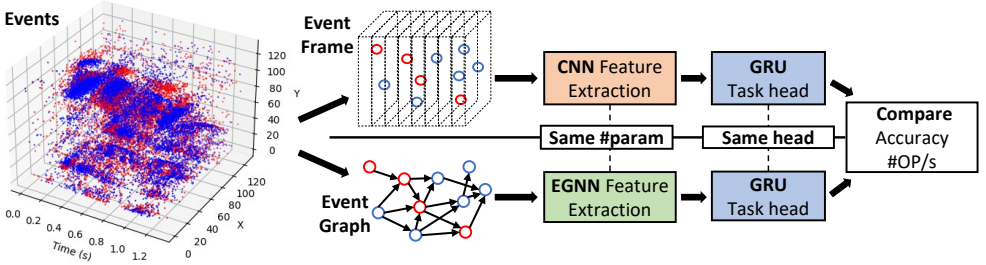 Events
0.0
0.2
0.4
0.6
0.8
1.0
1.2
Time (s)
0
20
40
60
80
100
120
X
0
20
40
60
80
100
120
Y
Event
Frame
CNN Feature
Extraction
GRU
Task head
Same #param
Same head
Compare
Accuracy
#OP/s
Event
Graph
EGNN Feature
Extraction
GRU
Task head